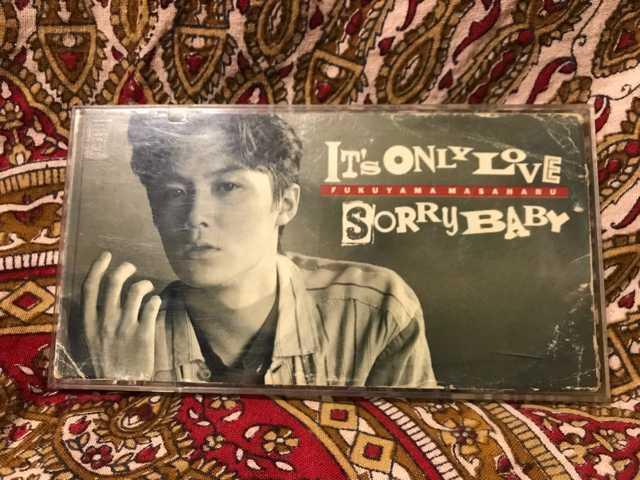 IT'S ONLY LOVE
FUKUYAMA MASAHARU
SORRY BABY